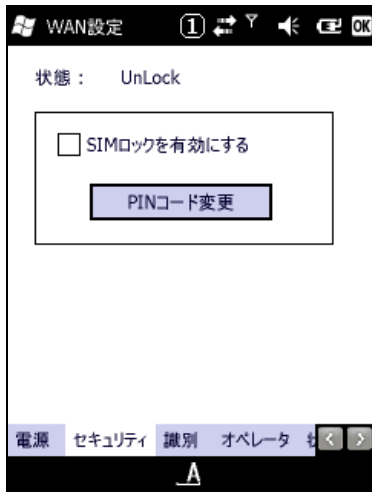 WAN設定 1 OK
状態： UnLock
SIMロックを有効にする
PINコード変更
電源 セキュリティ 識別 オペレータ
A